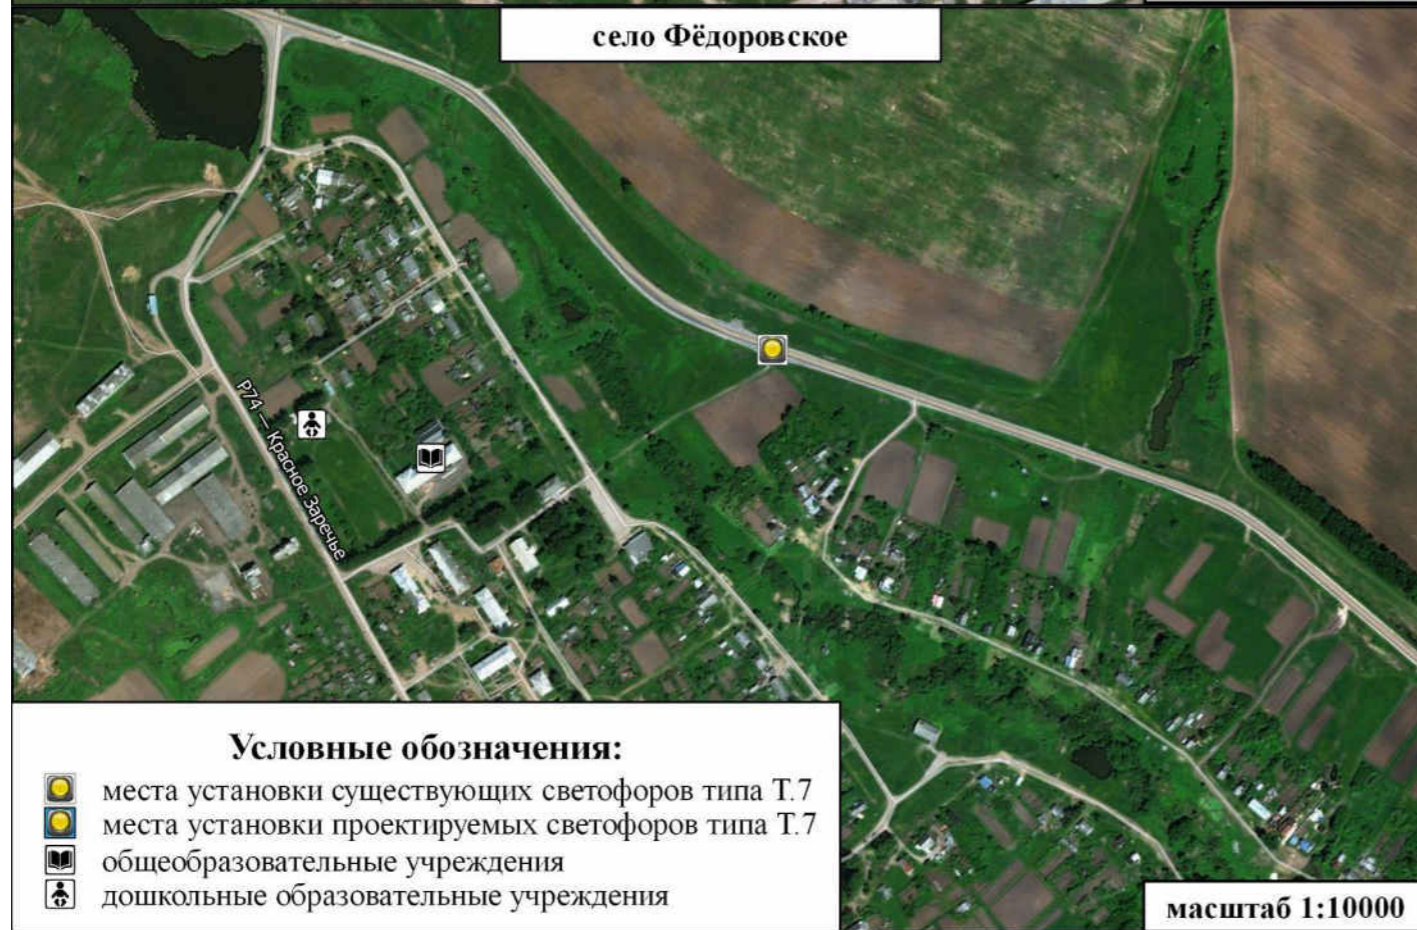 село Фёдоровское
Р74 — Красное Заречье
Условные обозначения:
места установки существующих светофоров типа Т.7
места установки проектируемых светофоров типа Т.7
общеобразовательные учреждения
дошкольные образовательные учреждения
масштаб 1:10000